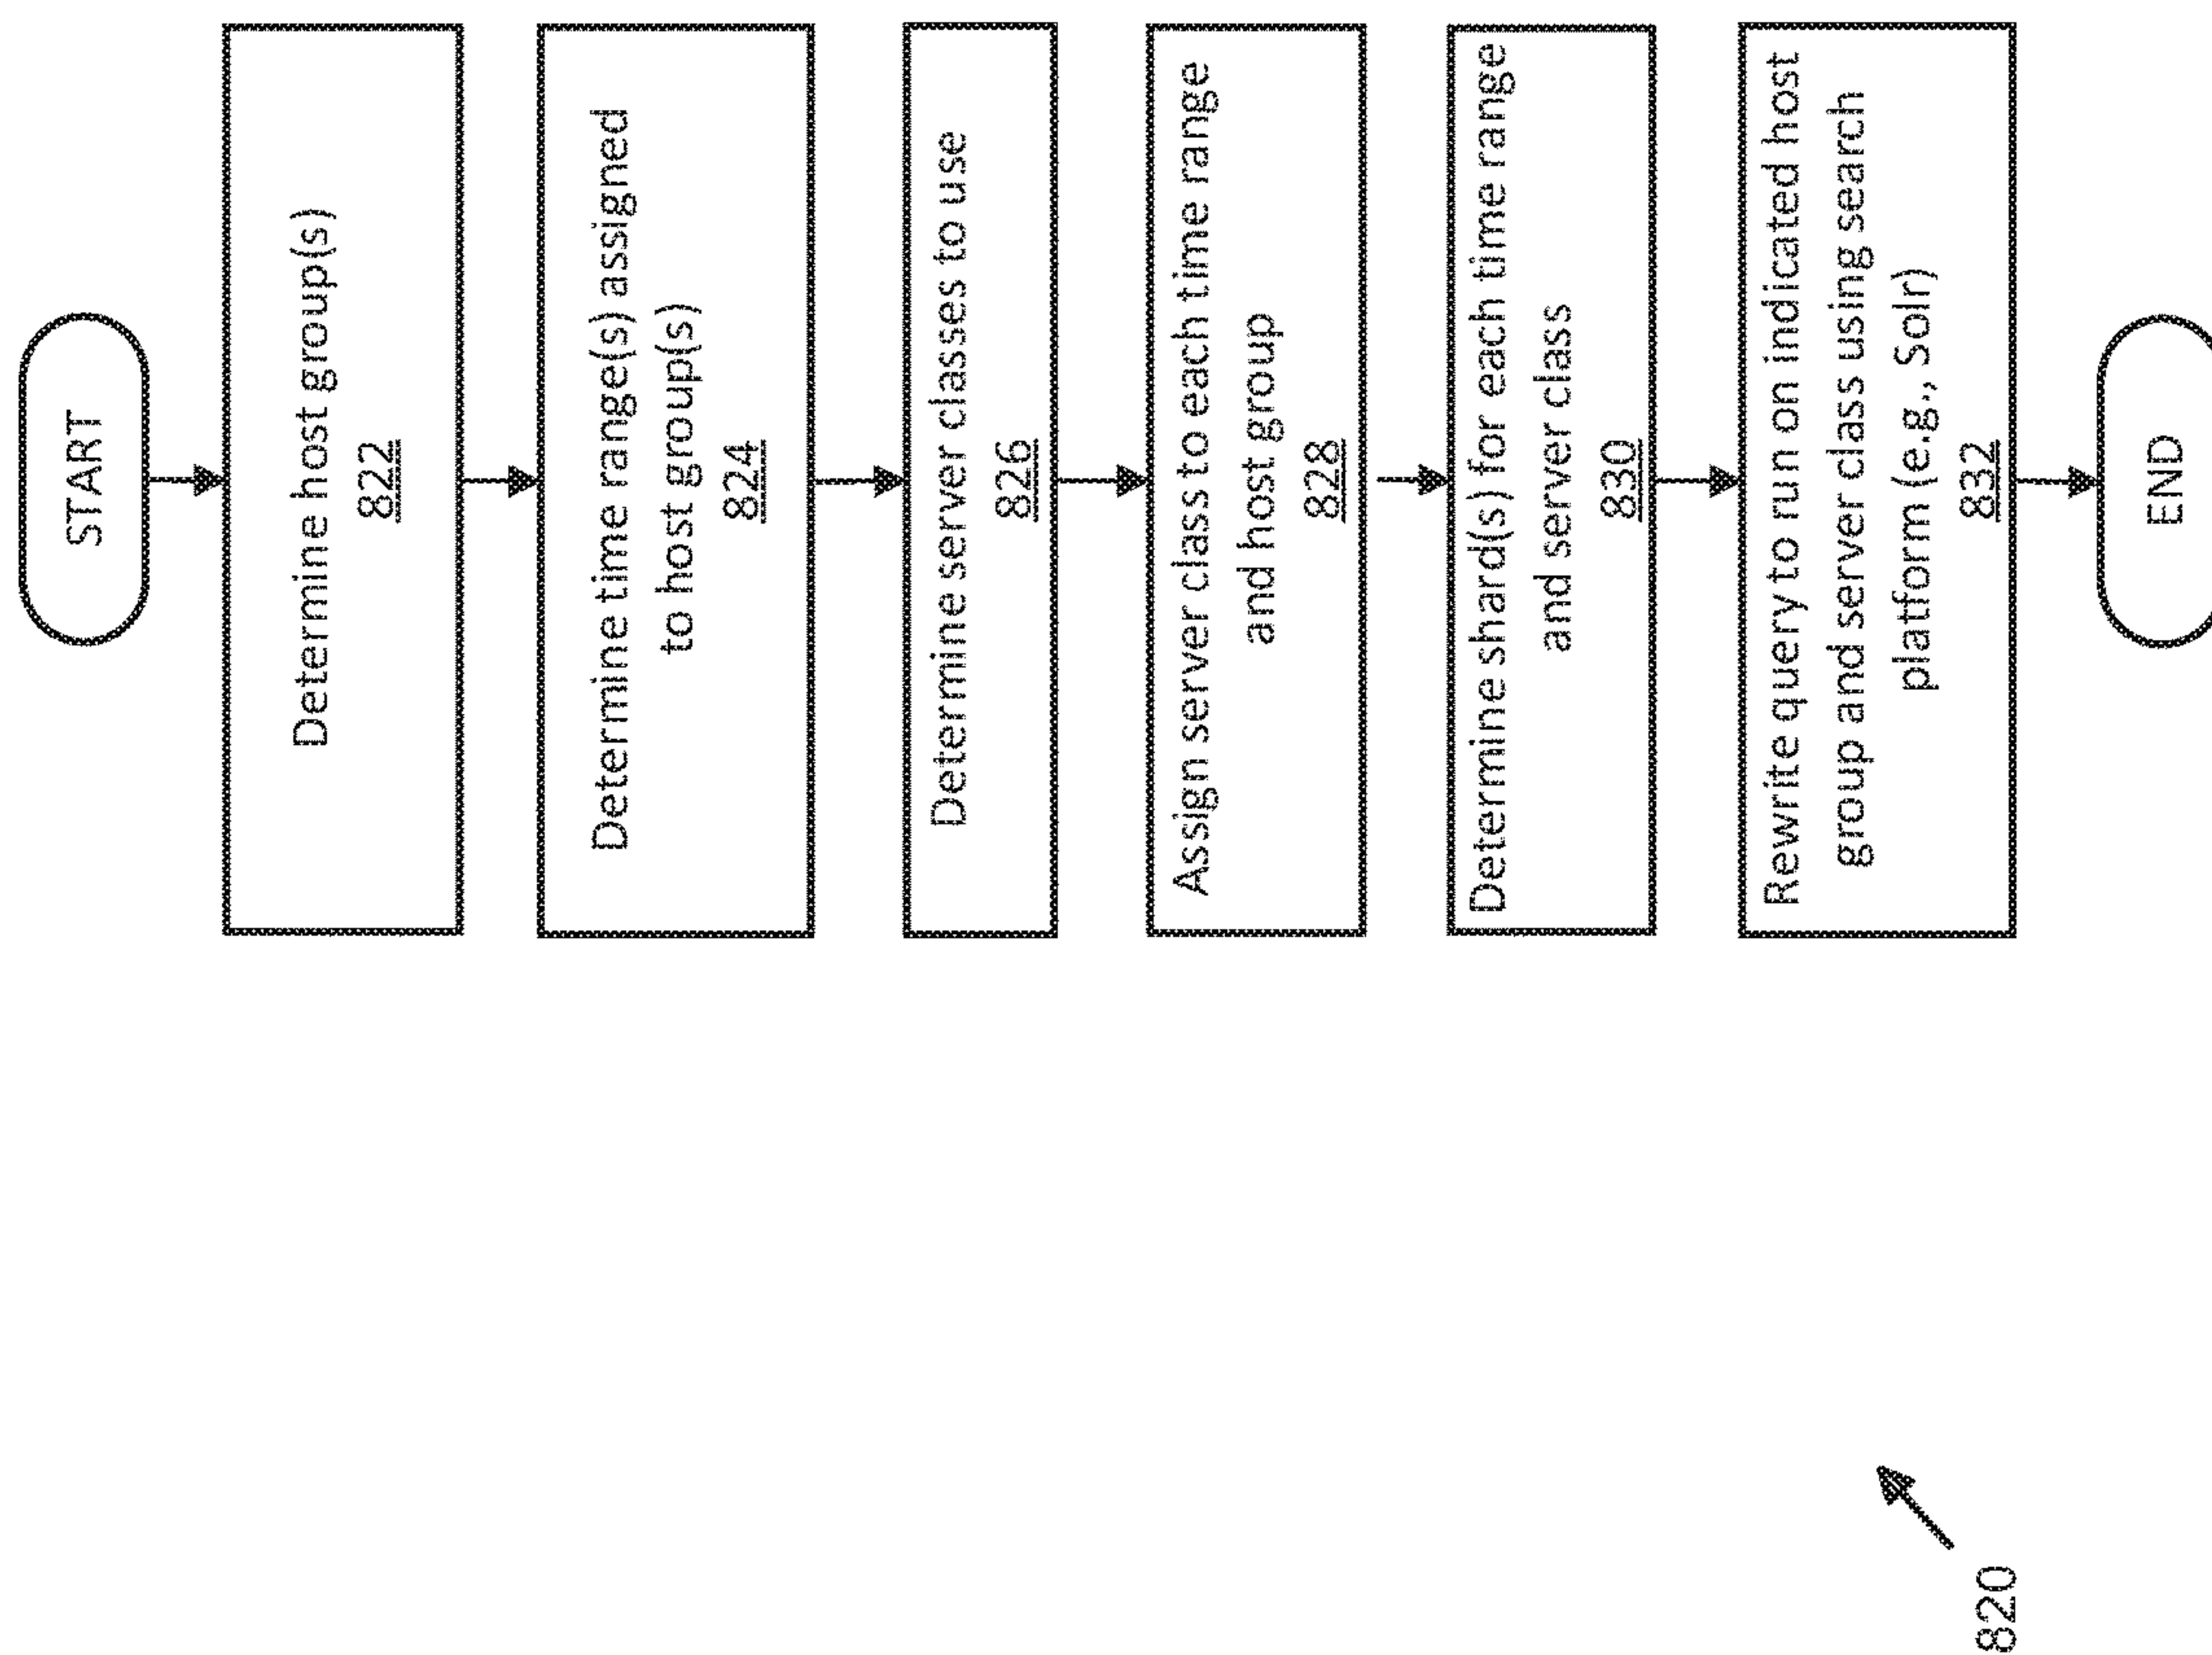 START
Determine host group(s)
822
Determine time range(s) assigned
to host group(s)
824
Determine server classes to use
826
Assign server class to each time range
and host group
828
Determine shard(s) for each time range
and server class
830
Rewrite query to run on indicated host
group and server class using search
platform (e.g., Solr)
832
END
820